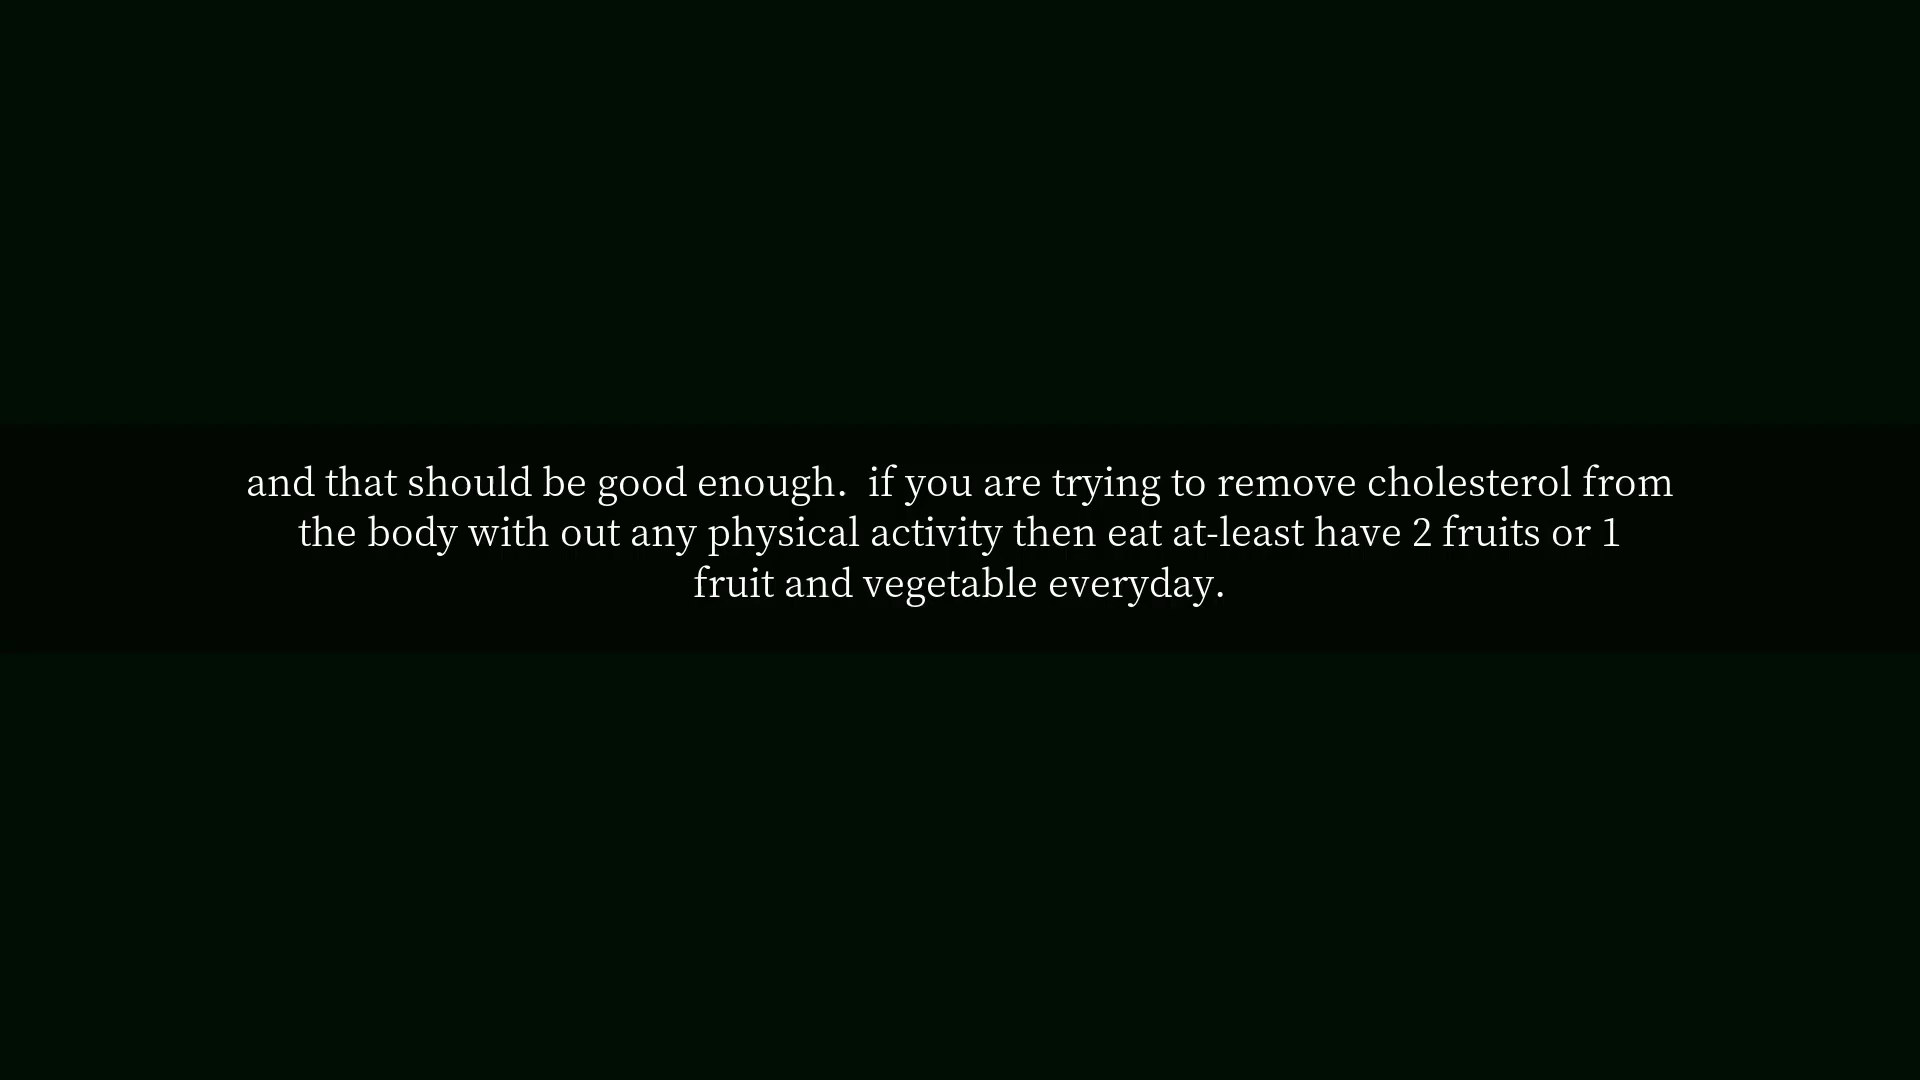 and that should be good enough.  if you are trying to remove cholesterol from
the body with out any physical activity then eat at-least have 2 fruits or 1
fruit and vegetable everyday.